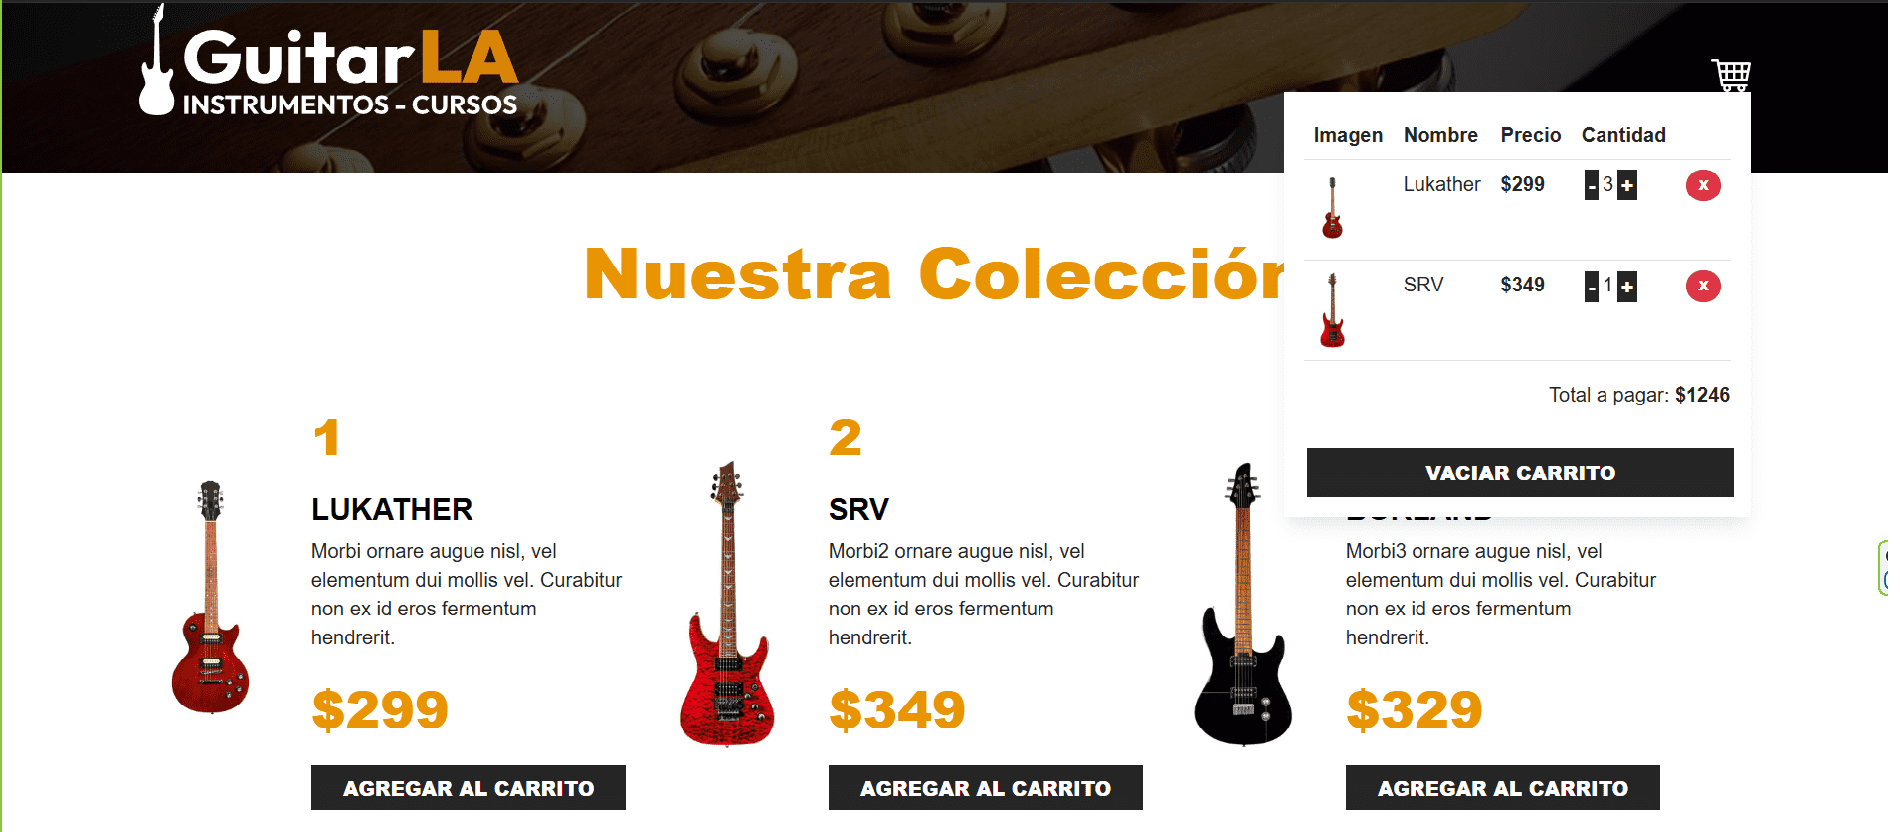 GuitarLA
INSTRUMENTOS - CURSOS
Imagen Nombre Precio Cantidad
Lukather $299 - 3 + x
SRV $349 - 1 + x
Total a pagar: $1246
VACIAR CARRITO
Nuestra Colección
1
LUKATHER
Morbi ornare augue nisl, vel
elementum dui mollis vel. Curabitur
non ex id eros fermentum
hendrerit.
$299
AGREGAR AL CARRITO
2
SRV
Morbi2 ornare augue nisl, vel
elementum dui mollis vel. Curabitur
non ex id eros fermentum
hendrerit.
$349
AGREGAR AL CARRITO
BORLAND
Morbi3 ornare augue nisl, vel
elementum dui mollis vel. Curabitur
non ex id eros fermentum
hendrerit.
$329
AGREGAR AL CARRITO